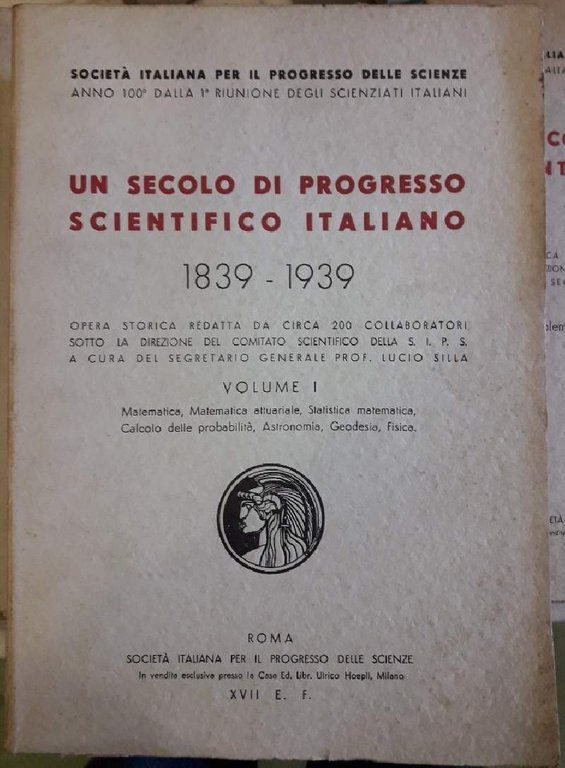 SOCIETÀ ITALIANA PER IL PROGRESSO DELLE SCIENZE
ANNO 100° DALLA 1ª RIUNIONE DEGLI SCIENZIATI ITALIANI
UN SECOLO DI PROGRESSO
SCIENTIFICO ITALIANO
1839 - 1939
OPERA STORICA REDATTA DA CIRCA 200 COLLABORATORI
SOTTO LA DIREZIONE DEL COMITATO SCIENTIFICO DELLA S. I. P. S.
A CURA DEL SEGRETARIO GENERALE PROF. LUCIO SILLA
VOLUME I
Matematica, Matematica attuariale, Statistica matematica,
Calcolo delle probabilità, Astronomia, Geodesia, Fisica.
ROMA
SOCIETÀ ITALIANA PER IL PROGRESSO DELLE SCIENZE
In vendita esclusiva presso la Casa Ed. Libr. Ulrico Hoepli, Milano
XVII E. F.